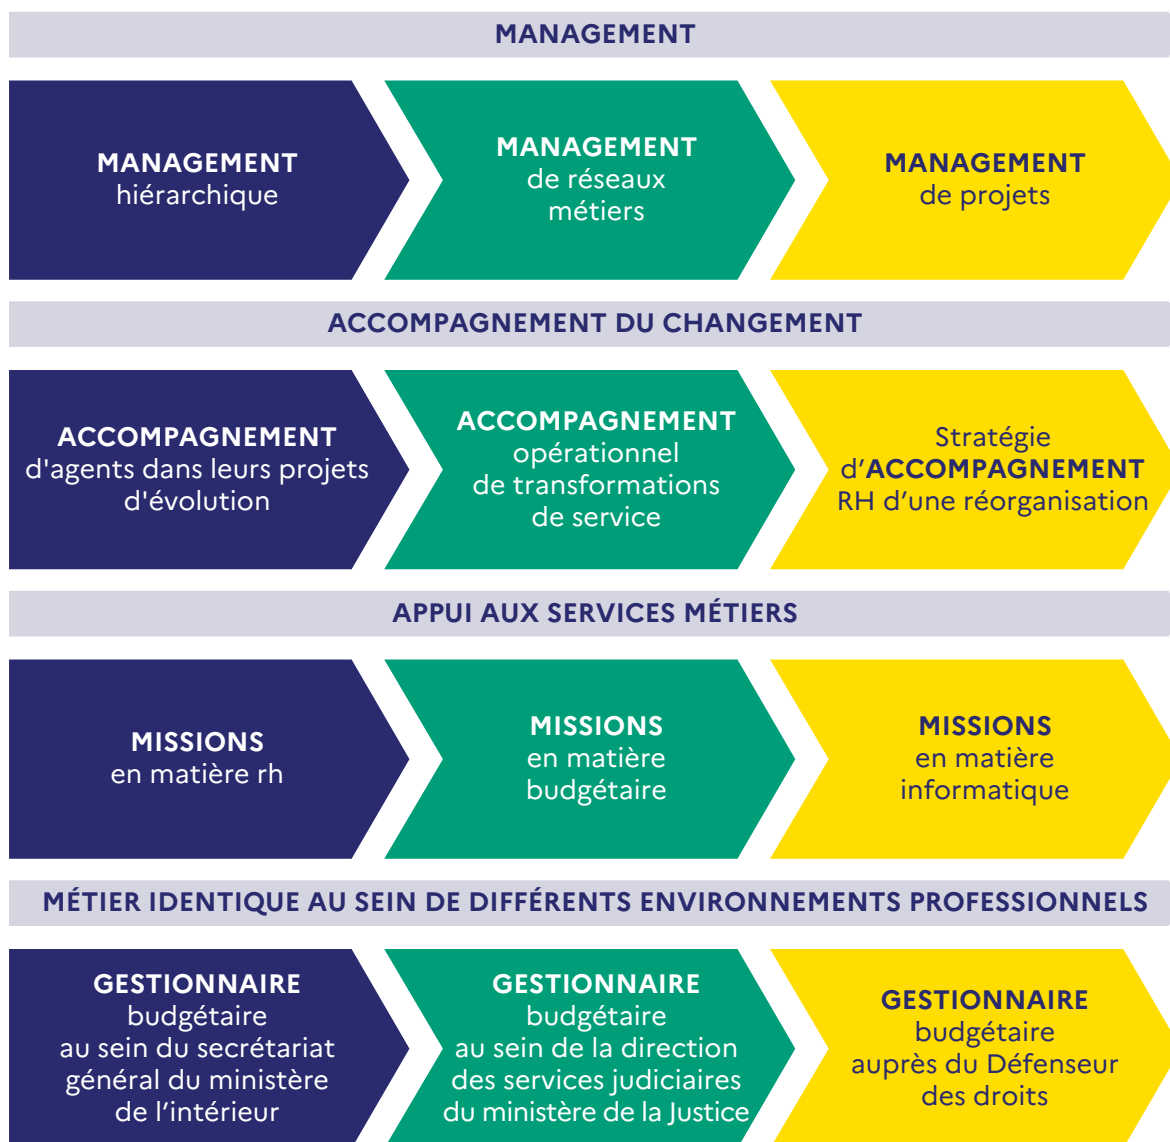 MANAGEMENT
MANAGEMENT
hiérarchique
MANAGEMENT
de réseaux
métiers
MANAGEMENT
de projets
ACCOMPAGNEMENT DU CHANGEMENT
ACCOMPAGNEMENT
d'agents dans leurs projets
d'évolution
ACCOMPAGNEMENT
opérationnel
de transformations
de service
Stratégie
d’ACCOMPAGNEMENT
RH d’une réorganisation
APPUI AUX SERVICES MÉTIERS
MISSIONS
en matière rh
MISSIONS
en matière
budgétaire
MISSIONS
en matière
informatique
MÉTIER IDENTIQUE AU SEIN DE DIFFÉRENTS ENVIRONNEMENTS PROFESSIONNELS
GESTIONNAIRE
budgétaire
au sein du secrétariat
général du ministère
de l’intérieur
GESTIONNAIRE
budgétaire
au sein de la direction
des services judiciaires
du ministère de la Justice
GESTIONNAIRE
budgétaire
auprès du Défenseur
des droits